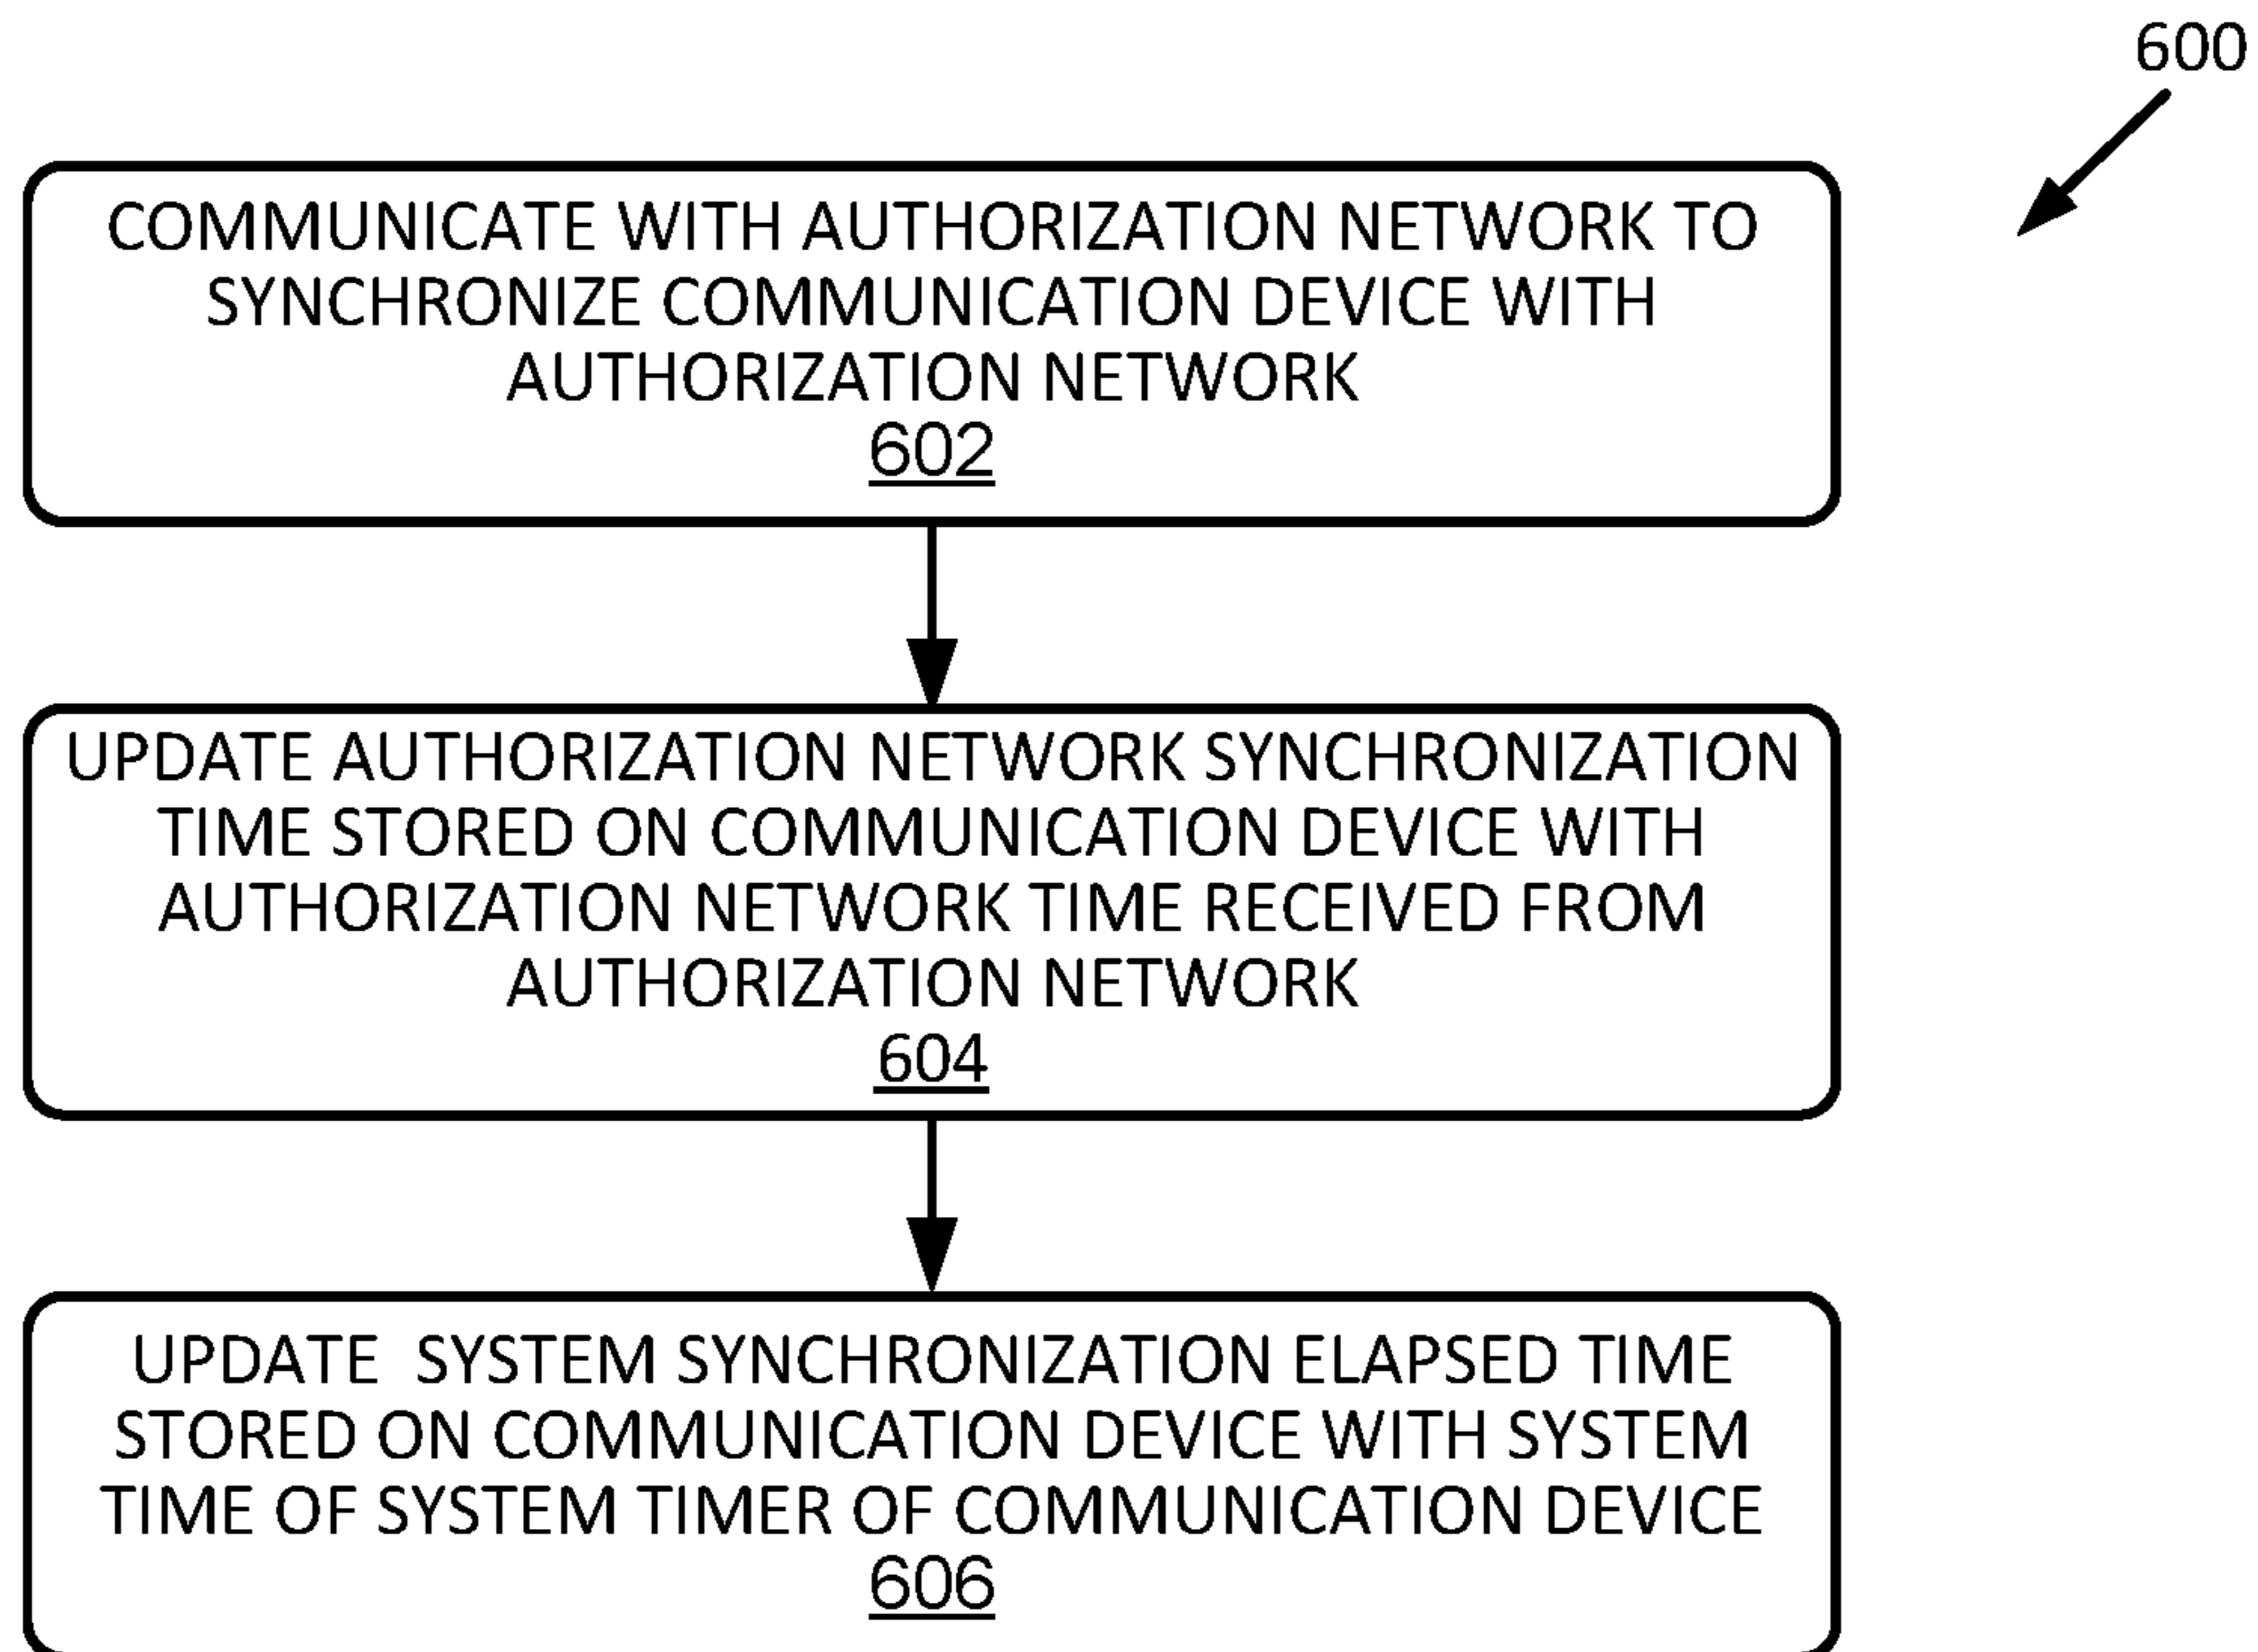 600
COMMUNICATE WITH AUTHORIZATION NETWORK TO
SYNCHRONIZE COMMUNICATION DEVICE WITH
AUTHORIZATION NETWORK
602
UPDATE AUTHORIZATION NETWORK SYNCHRONIZATION
TIME STORED ON COMMUNICATION DEVICE WITH
AUTHORIZATION NETWORK TIME RECEIVED FROM
AUTHORIZATION NETWORK
604
UPDATE SYSTEM SYNCHRONIZATION ELAPSED TIME
STORED ON COMMUNICATION DEVICE WITH SYSTEM
TIME OF SYSTEM TIMER OF COMMUNICATION DEVICE
606